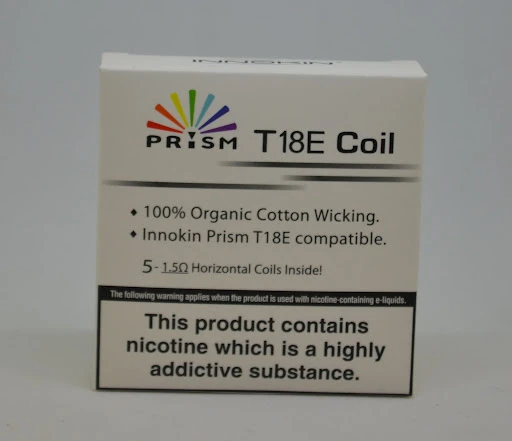 INNOKIN
PRiSM T18E Coil
♦ 100% Organic Cotton Wicking.
♦ Innokin Prism T18E compatible.
5 - 1.5Ω Horizontal Coils Inside!
The following warning applies when the product is used with nicotine-containing e-liquids.
This product contains
nicotine which is a highly
addictive substance.